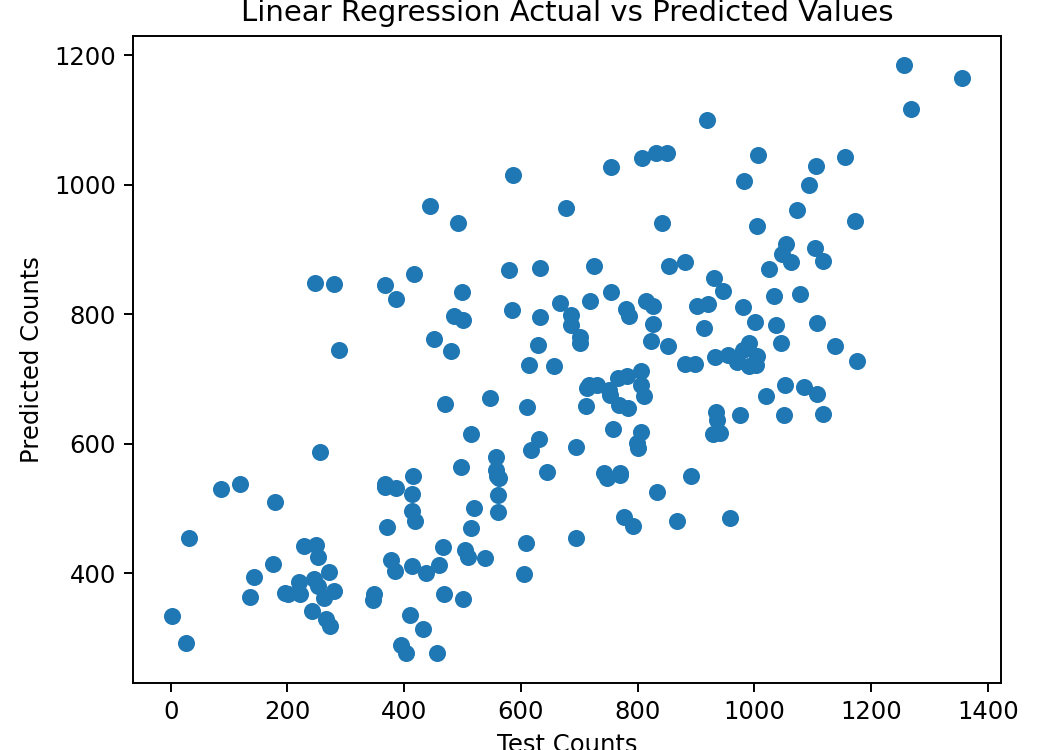 Linear Regression Actual vs Predicted Values
1200
1000
800
600
400
Predicted Counts
0 200 400 600 800 1000 1200 1400
Test Counts